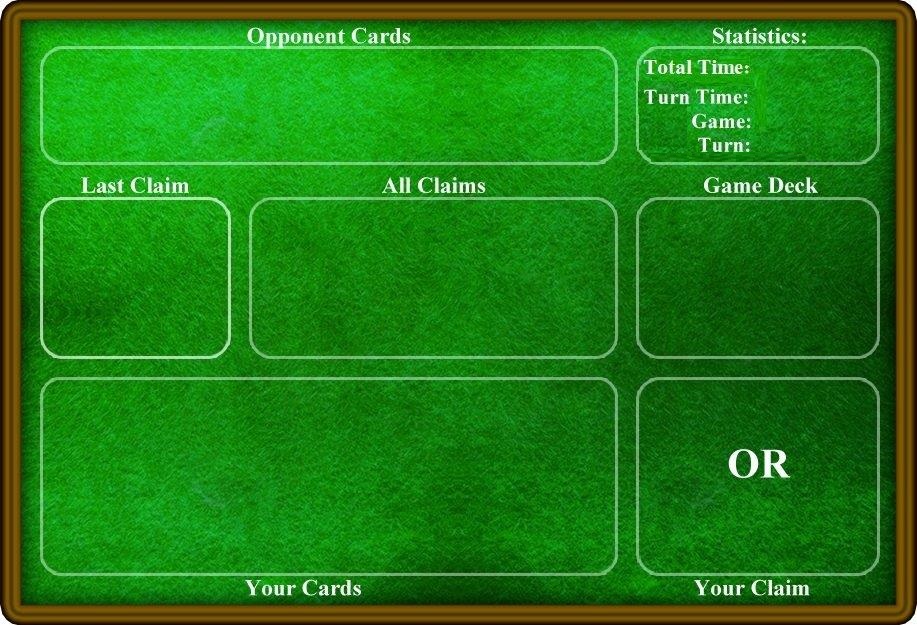 Opponent Cards
Statistics:
Total Time:
Turn Time:
Game:
Turn:
Last Claim
All Claims
Game Deck
OR
Your Cards
Your Claim